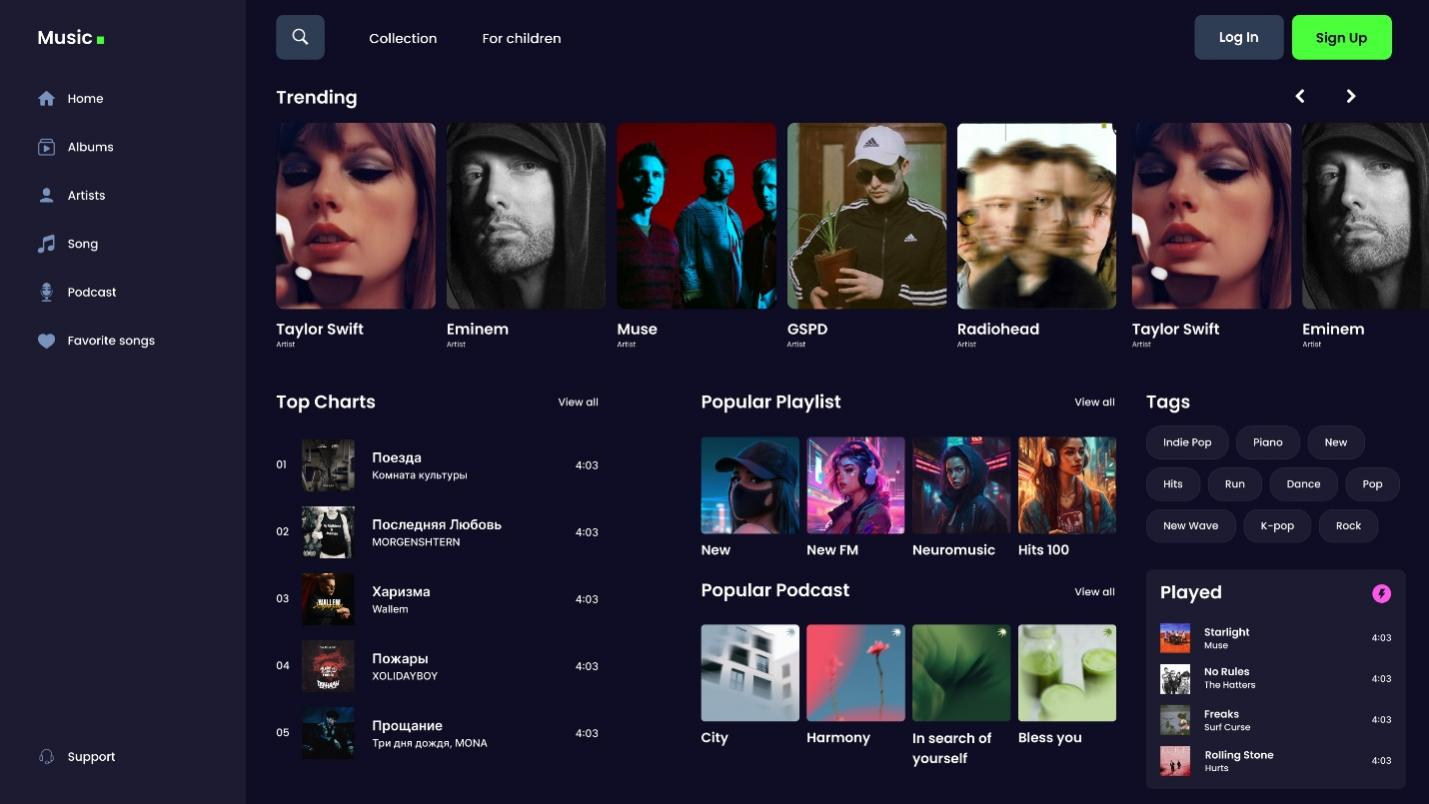 Music
Home
Albums
Artists
Song
Podcast
Favorite songs
Support
Collection
For children
Log In
Sign Up
Trending
Taylor Swift
Artist
Eminem
Artist
Muse
Artist
GSPD
Artist
Radiohead
Artist
Taylor Swift
Artist
Eminem
Artist
Top Charts
View all
01
Поезда
Комната культуры
4:03
02
Последняя Любовь
MORGENSHTERN
4:03
03
WALLEM
Харизма
Wallem
4:03
04
Пожары
XOLIDAYBOY
4:03
05
Прощание
Три дня дождя, MONA
4:03
Popular Playlist
View all
New
New FM
Neuromusic
Hits 100
Popular Podcast
View all
City
Harmony
In search of
yourself
Bless you
Tags
Indie Pop
Piano
New
Hits
Run
Dance
Pop
New Wave
K-pop
Rock
Played
Starlight
Muse
4:03
No Rules
The Hatters
4:03
Freaks
Surf Curse
4:03
Rolling Stone
Hurts
4:03